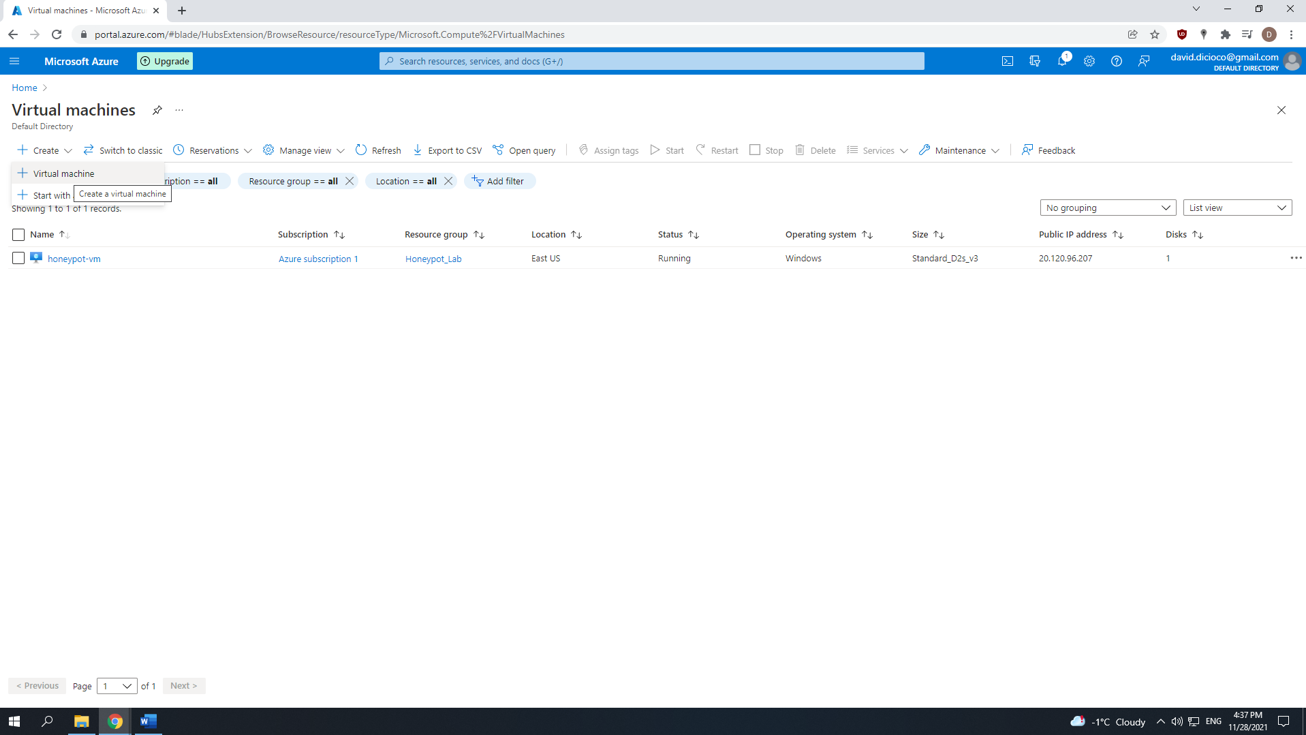 Virtual machines - Microsoft Azu
portal.azure.com/#blade/HubsExtension/BrowseResource/resourceType/Microsoft.Compute%2FVirtualMachines
D
Microsoft Azure
Upgrade
Search resources, services, and docs (G+/)
1
david.dicioco@gmail.com
DEFAULT DIRECTORY
Home
Virtual machines
...
Default Directory
Create
Switch to classic
Reservations
Manage view
Refresh
Export to CSV
Open query
Assign tags
Start
Restart
Stop
Delete
Services
Maintenance
Feedback
Virtual machine
Start with
Create a virtual machine
ription == all
Resource group == all
Location == all
Add filter
Showing 1 to 1 of 1 records.
No grouping
List view
Name Subscription Resource group Location Status Operating system Size Public IP address Disks
honeypot-vm Azure subscription 1 Honeypot_Lab East US Running Windows Standard_D2s_v3 20.120.96.207 1
< Previous Page 1 of 1 Next >
W
-1°C Cloudy
ENG
4:37 PM
11/28/2021